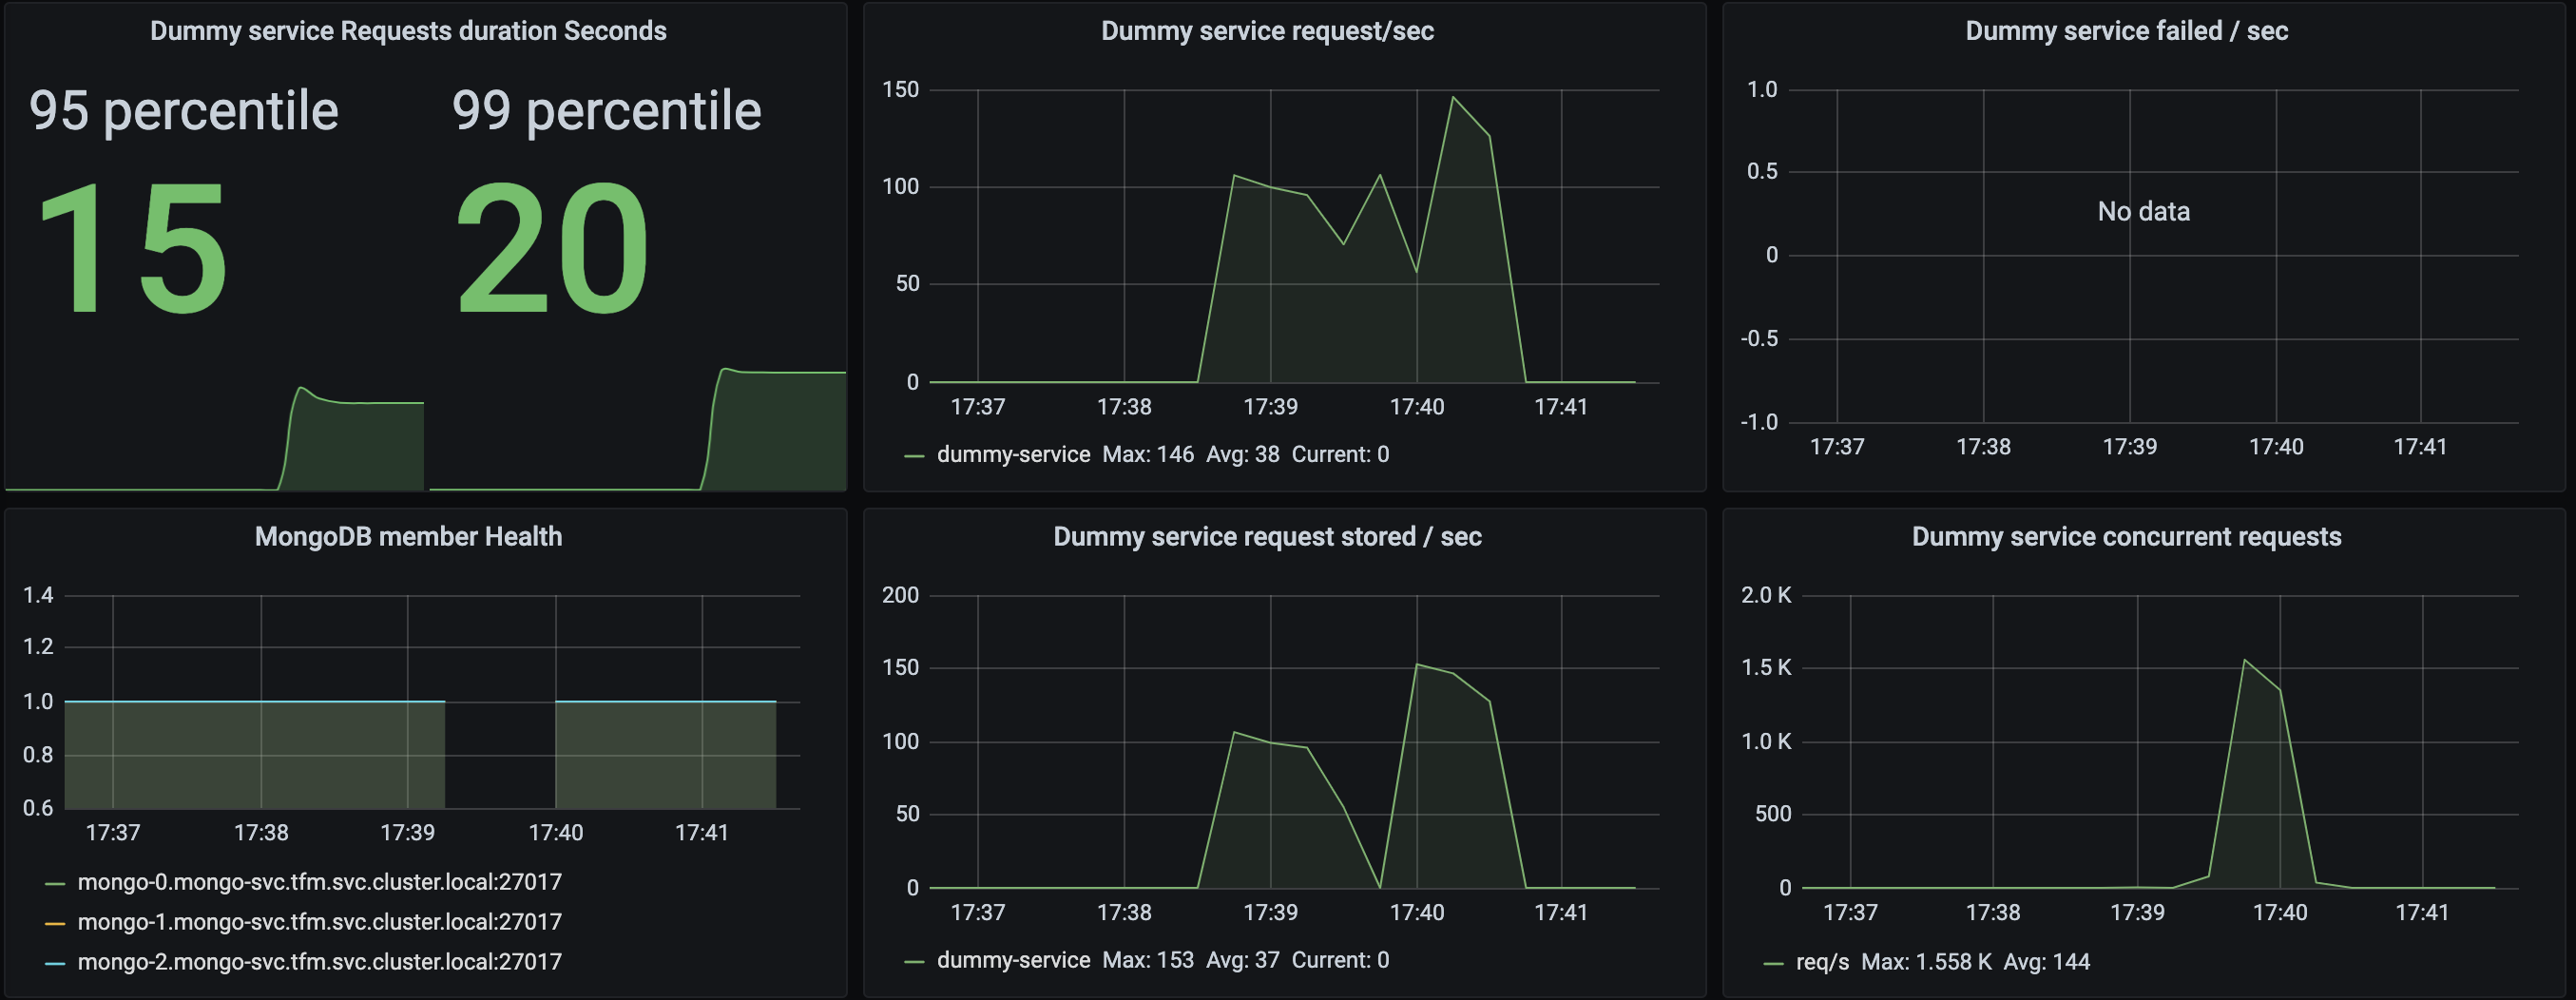 Dummy service Requests duration Seconds
95 percentile 99 percentile
15 20
Dummy service request/sec
150
100
50
0
17:37 17:38 17:39 17:40 17:41
dummy-service Max: 146 Avg: 38 Current: 0
Dummy service failed / sec
1.0
0.5
No data
0
-0.5
-1.0
17:37 17:38 17:39 17:40 17:41
MongoDB member Health
1.4
1.2
1.0
0.8
0.6
17:37 17:38 17:39 17:40 17:41
mongo-0.mongo-svc.tfm.svc.cluster.local:27017
mongo-1.mongo-svc.tfm.svc.cluster.local:27017
mongo-2.mongo-svc.tfm.svc.cluster.local:27017
Dummy service request stored / sec
200
150
100
50
0
17:37 17:38 17:39 17:40 17:41
dummy-service Max: 153 Avg: 37 Current: 0
Dummy service concurrent requests
2.0 K
1.5 K
1.0 K
500
0
17:37 17:38 17:39 17:40 17:41
req/s Max: 1.558 K Avg: 144